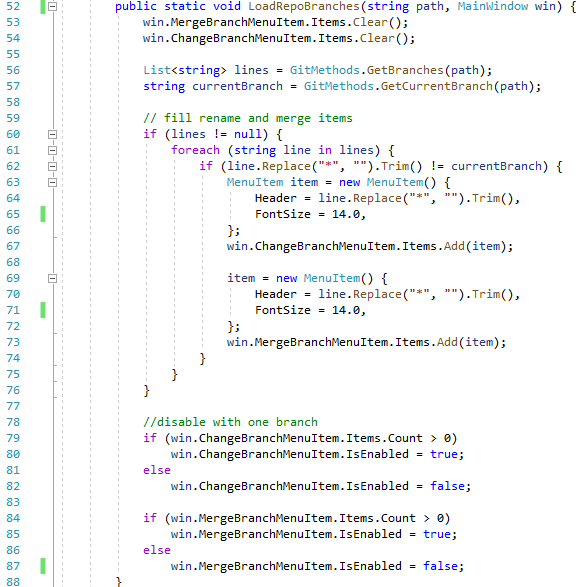 52 public static void LoadRepoBranches(string path, MainWindow win) {
53 win.MergeBranchMenuItem.Items.Clear();
54 win.ChangeBranchMenuItem.Items.Clear();
55
56 List<string> lines = GitMethods.GetBranches(path);
57 string currentBranch = GitMethods.GetCurrentBranch(path);
58
59 // fill rename and merge items
60 if (lines != null) {
61 foreach (string line in lines) {
62 if (line.Replace("*", "").Trim() != currentBranch) {
63 MenuItem item = new MenuItem() {
64 Header = line.Replace("*", "").Trim(),
65 FontSize = 14.0,
66 };
67 win.ChangeBranchMenuItem.Items.Add(item);
68
69 item = new MenuItem() {
70 Header = line.Replace("*", "").Trim(),
71 FontSize = 14.0,
72 };
73 win.MergeBranchMenuItem.Items.Add(item);
74 }
75 }
76 }
77
78 //disable with one branch
79 if (win.ChangeBranchMenuItem.Items.Count > 0)
80 win.ChangeBranchMenuItem.IsEnabled = true;
81 else
82 win.ChangeBranchMenuItem.IsEnabled = false;
83
84 if (win.MergeBranchMenuItem.Items.Count > 0)
85 win.MergeBranchMenuItem.IsEnabled = true;
86 else
87 win.MergeBranchMenuItem.IsEnabled = false;
88 }